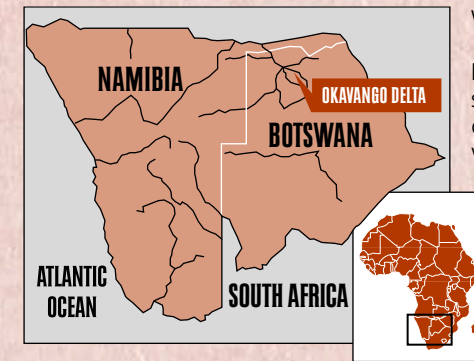 NAMIBIA
OKAVANGO DELTA
BOTSWANA
ATLANTIC
OCEAN
SOUTH AFRICA